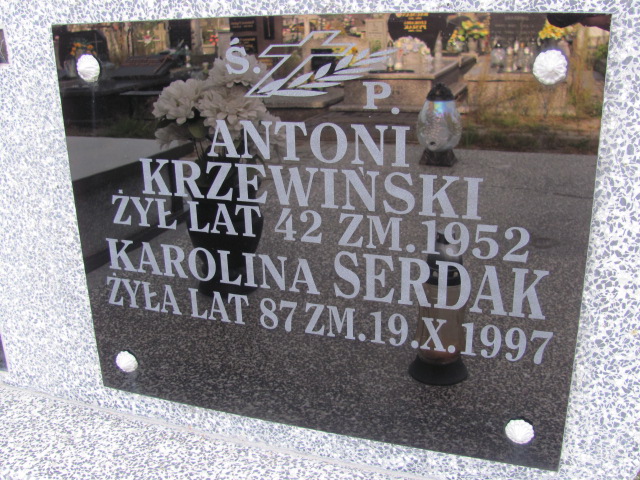 Ś. P.
ANTONI
KRZEWIŃSKI
ŻYŁ LAT 42 ZM. 1952
KAROLINA SERDAK
ŻYŁA LAT 87 ZM. 19.X.1997